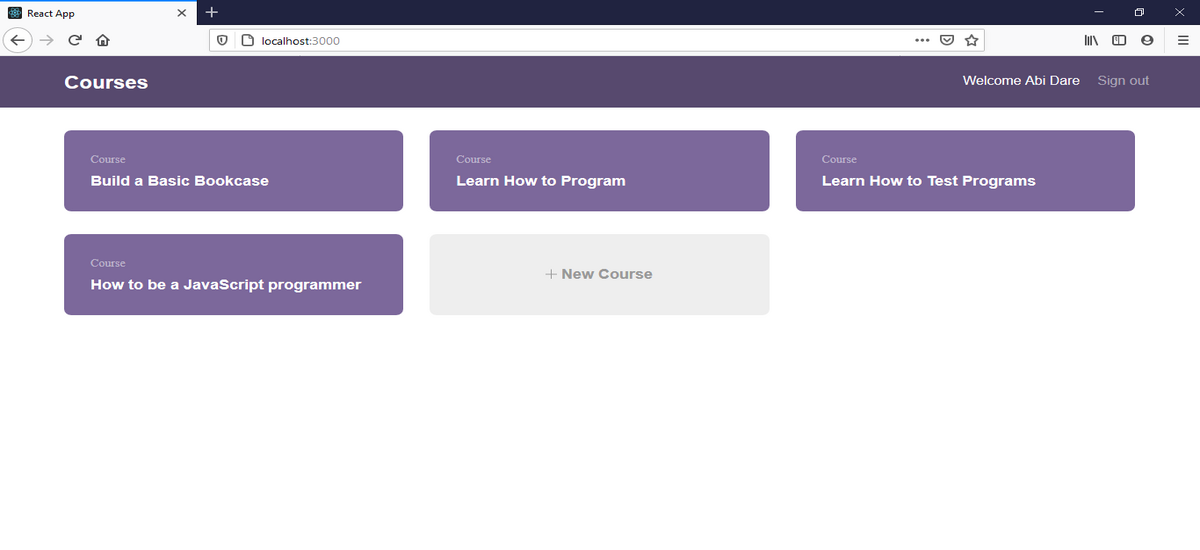 React App
localhost:3000
Courses
Welcome Abi Dare Sign out
Course
Build a Basic Bookcase
Course
Learn How to Program
Course
Learn How to Test Programs
Course
How to be a JavaScript programmer
+ New Course